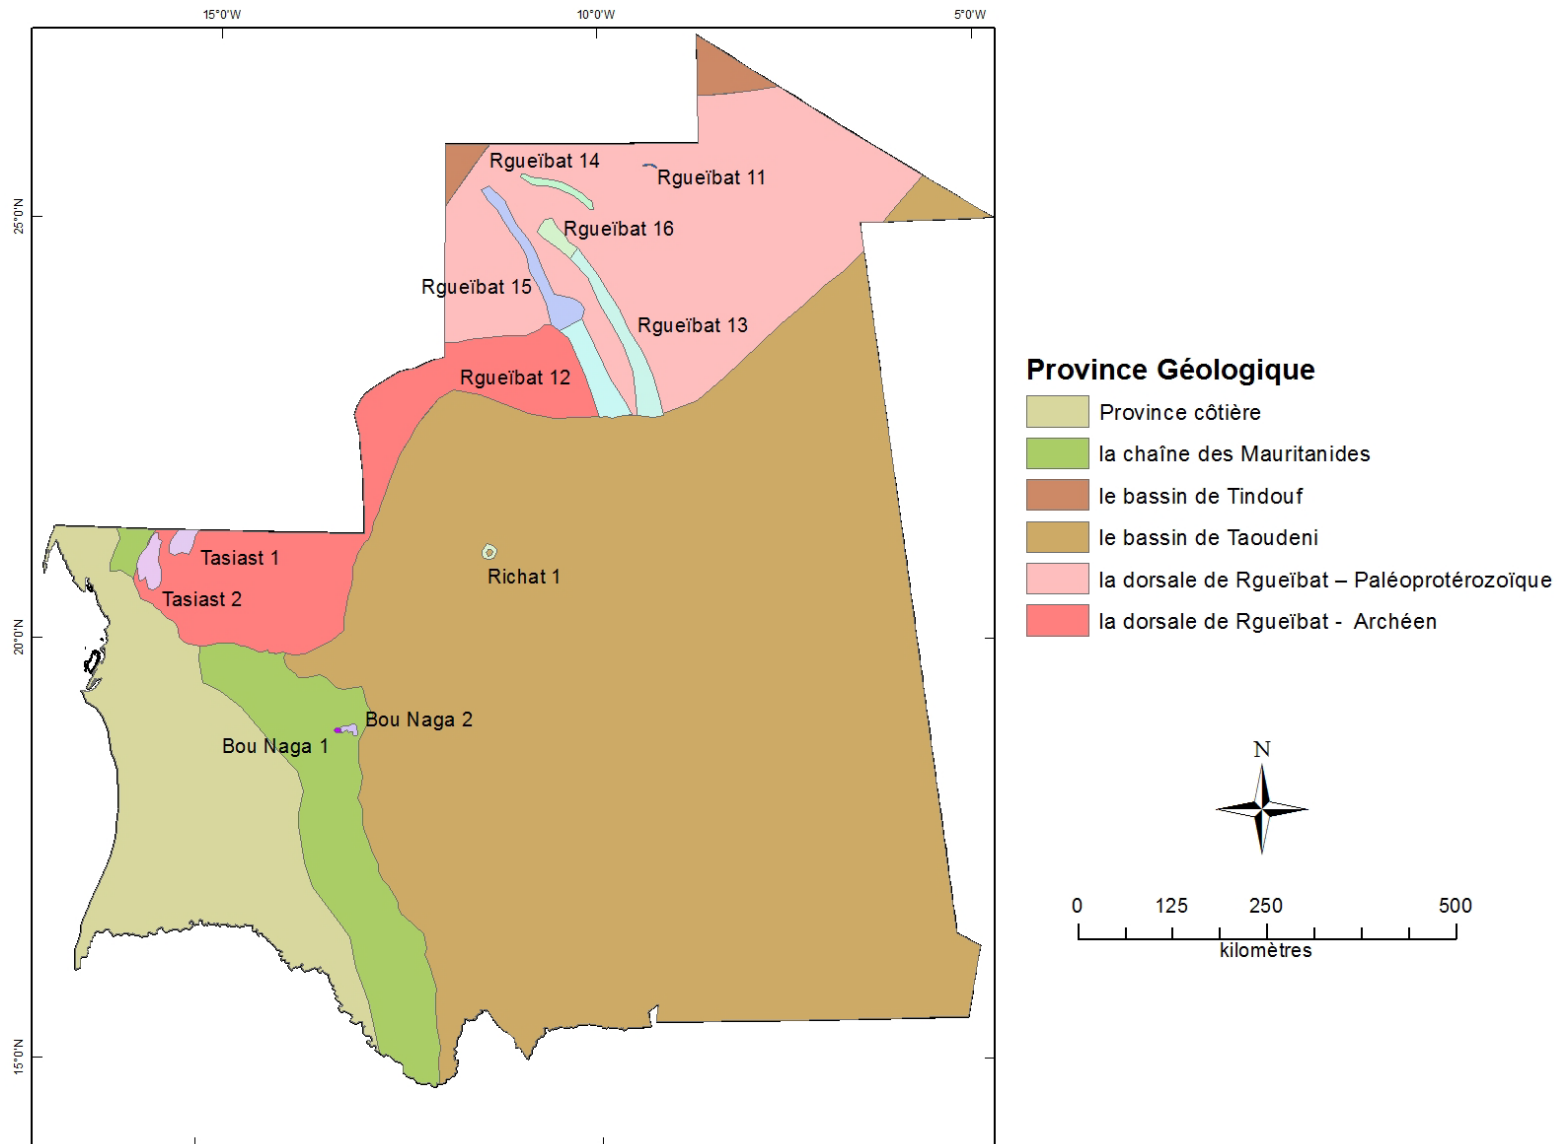 15°0'W
10°0'W
5°0'W
Rgueïbat 14
Rgueïbat 11
25°0'N
Rgueïbat 16
Rgueïbat 15
Rgueïbat 13
Rgueïbat 12
Tasiast 1
Richat 1
Tasiast 2
20°0'N
Bou Naga 2
Bou Naga 1
15°0'N
Province Géologique
Province côtière
la chaîne des Mauritanides
le bassin de Tindouf
le bassin de Taoudeni
la dorsale de Rgueïbat – Paléoprotérozoïque
la dorsale de Rgueïbat - Archéen
N
0 125 250 500
kilomètres